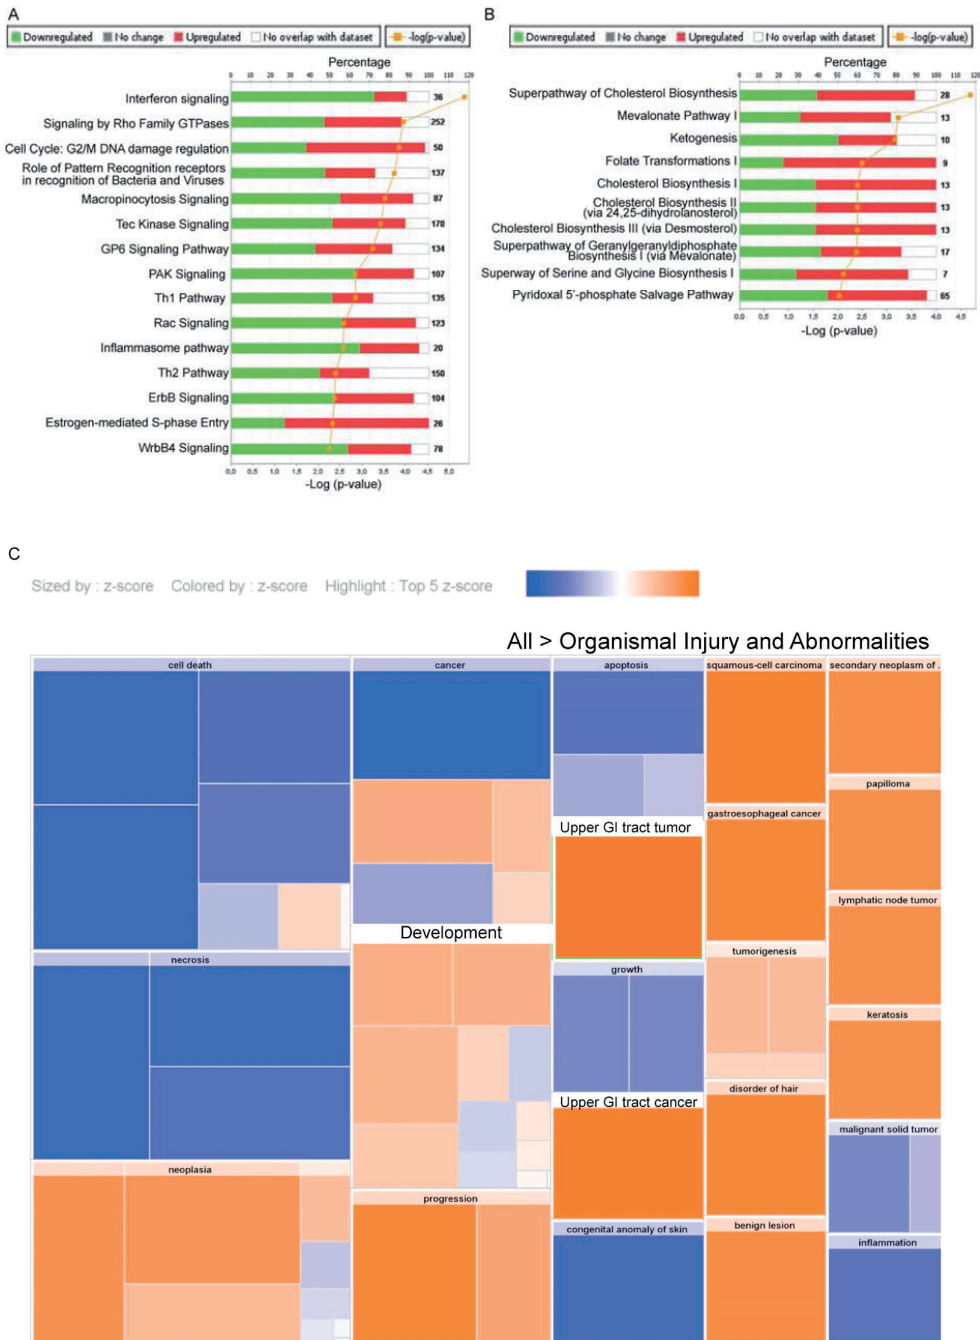 A
Downregulated No change Upregulated No overlap with dataset -log(p-value)
Percentage
0 10 20 30 40 50 60 70 80 90 100 110 120
Interferon signaling 36
Signaling by Rho Family GTPases 252
Cell Cycle: G2/M DNA damage regulation 50
Role of Pattern Recognition receptors
in recognition of Bacteria and Viruses 137
Macropinocytosis Signaling 87
Tec Kinase Signaling 170
GP6 Signaling Pathway 134
PAK Signaling 107
Th1 Pathway 135
Rac Signaling 123
Inflammasome pathway 20
Th2 Pathway 150
ErbB Signaling 104
Estrogen-mediated S-phase Entry 26
WrbB4 Signaling 78
0,0 0,5 1,0 1,5 2,0 2,5 3,0 3,5 4,0 4,5 5,0
-Log (p-value)
B
Downregulated No change Upregulated No overlap with dataset -log(p-value)
Percentage
0 10 20 30 40 50 60 70 80 90 100 110 120
Superpathway of Cholesterol Biosynthesis 28
Mevalonate Pathway I 13
Ketogenesis 10
Folate Transformations I 9
Cholesterol Biosynthesis I 13
Cholesterol Biosynthesis II
(via 24,25-dihydrolanosterol) 13
Cholesterol Biosynthesis III (via Desmosterol) 13
Superpathway of Geranylgeranyldiphosphate
Biosynthesis I (via Mevalonate) 17
Superway of Serine and Glycine Biosynthesis I 7
Pyridoxal 5'-phosphate Salvage Pathway 65
0,0 0,5 1,0 1,5 2,0 2,5 3,0 3,5 4,0 4,5
-Log (p-value)
C
Sized by : z-score Colored by : z-score Highlight : Top 5 z-score
All > Organismal Injury and Abnormalities
cell death
necrosis
neoplasia
cancer
Development
progression
apoptosis
Upper GI tract tumor
growth
Upper GI tract cancer
congenital anomaly of skin
squamous-cell carcinoma
gastroesophageal cancer
tumorigenesis
disorder of hair
benign lesion
secondary neoplasm of .
papilloma
lymphatic node tumor
keratosis
malignant solid tumor
inflammation